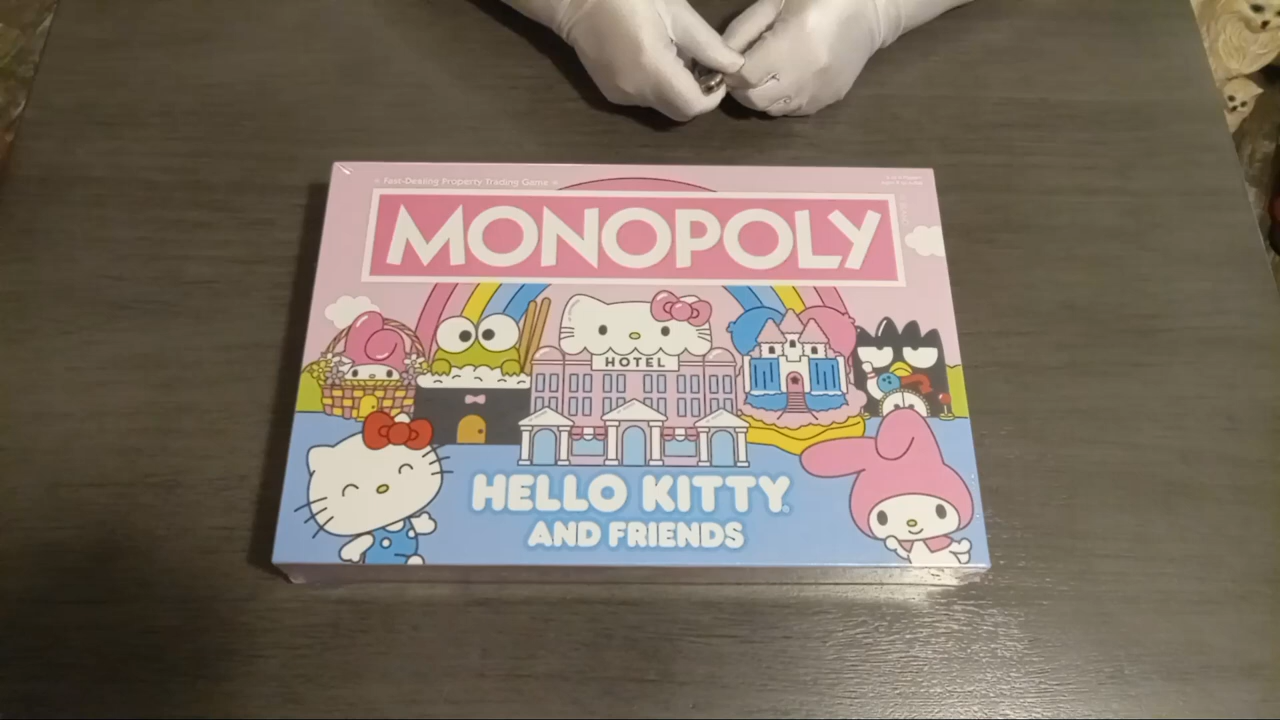 Fast-Dealing Property Trading Game
MONOPOLY
HOTEL
HELLO KITTY
AND FRIENDS